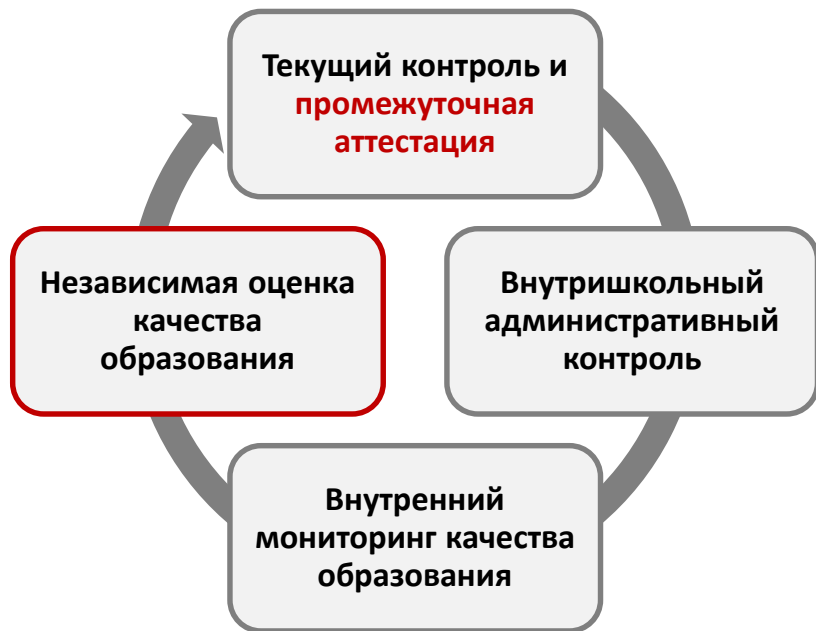 Текущий контроль и
промежуточная
аттестация
Независимая оценка
качества
образования
Внутришкольный
административный
контроль
Внутренний
мониторинг качества
образования